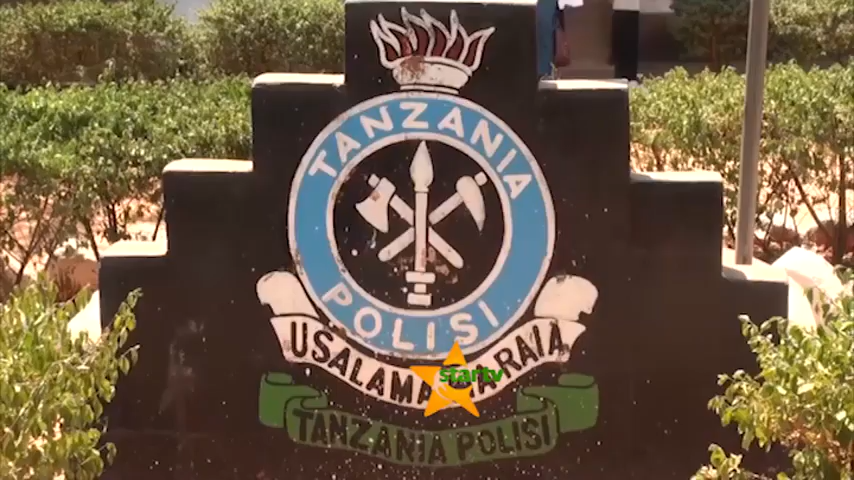 TANZANIA
POLISI
USALAMA RAIA
startv
TANZANIA POLISI